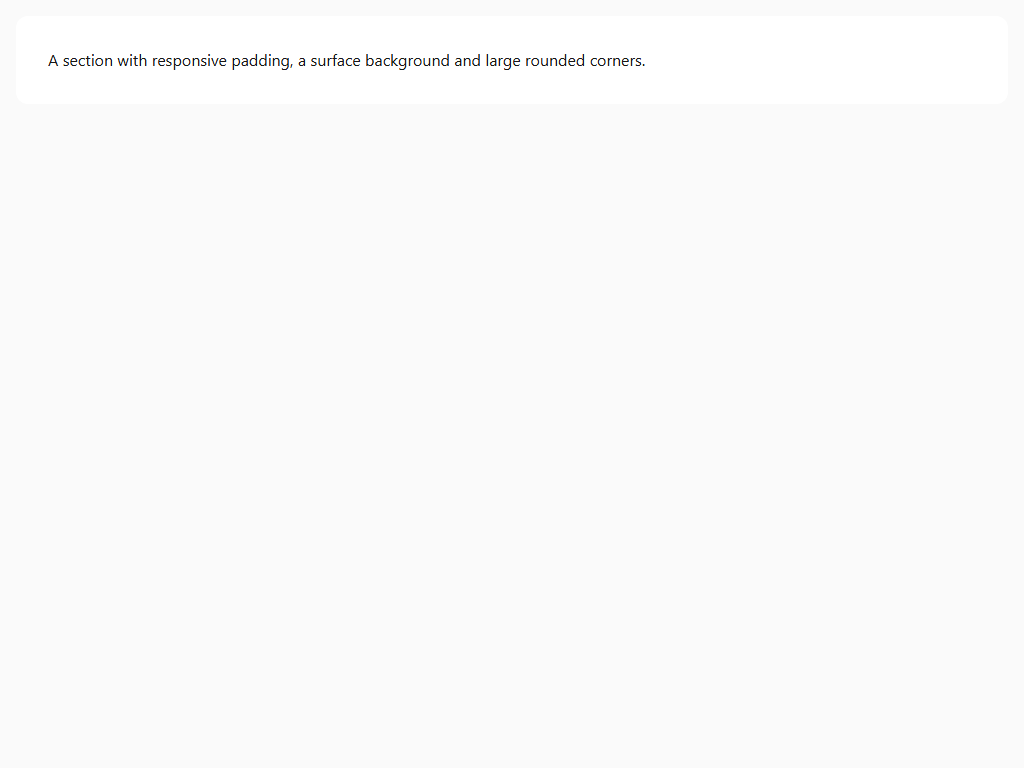 A section with responsive padding, a surface background and large rounded corners.